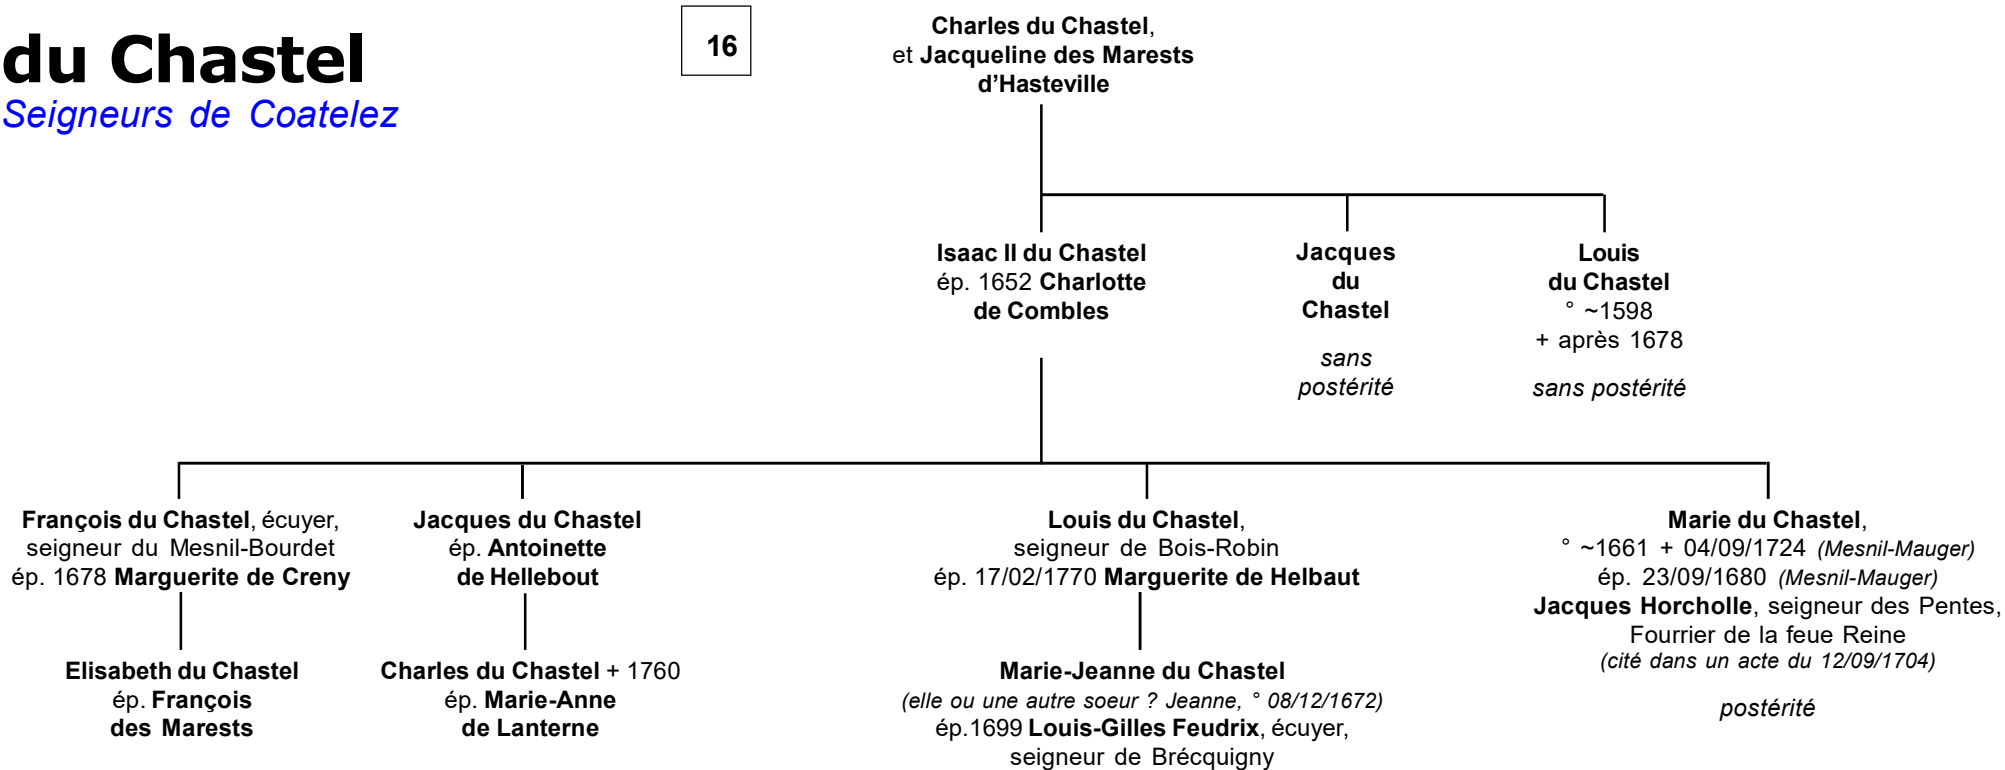 du Chastel
Seigneurs de Coatelez
16
Charles du Chastel,
et Jacqueline des Marests
d’Hasteville
Isaac II du Chastel
ép. 1652 Charlotte
de Combles
Jacques
du
Chastel
sans
postérité
Louis
du Chastel
° ~1598
+ après 1678
sans postérité
François du Chastel, écuyer,
seigneur du Mesnil-Bourdet
ép. 1678 Marguerite de Creny
Jacques du Chastel
ép. Antoinette
de Hellebout
Louis du Chastel,
seigneur de Bois-Robin
ép. 17/02/1770 Marguerite de Helbaut
Marie du Chastel,
° ~1661 + 04/09/1724 (Mesnil-Mauger)
ép. 23/09/1680 (Mesnil-Mauger)
Jacques Horcholle, seigneur des Pentes,
Fourrier de la feue Reine
(cité dans un acte du 12/09/1704)
postérité
Elisabeth du Chastel
ép. François
des Marests
Charles du Chastel + 1760
ép. Marie-Anne
de Lanterne
Marie-Jeanne du Chastel
(elle ou une autre soeur ? Jeanne, ° 08/12/1672)
ép.1699 Louis-Gilles Feudrix, écuyer,
seigneur de Brécquigny